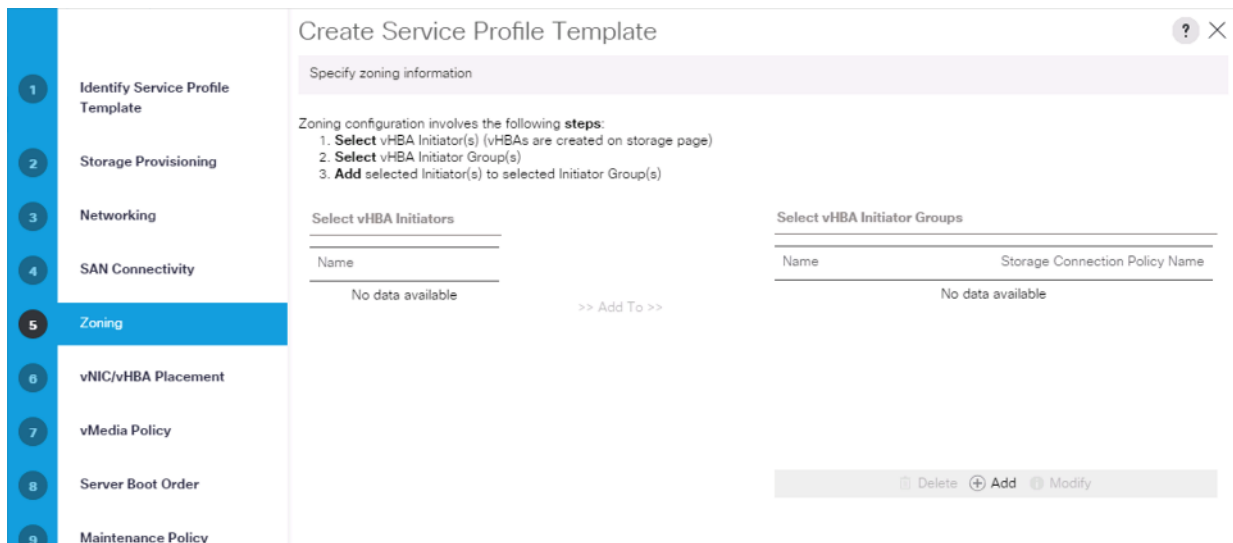 Create Service Profile Template
?
1 Identify Service Profile
Template
2 Storage Provisioning
3 Networking
4 SAN Connectivity
5 Zoning
6 vNIC/vHBA Placement
7 vMedia Policy
8 Server Boot Order
9 Maintenance Policy
Specify zoning information
Zoning configuration involves the following steps:
1. Select vHBA Initiator(s) (vHBAs are created on storage page)
2. Select vHBA Initiator Group(s)
3. Add selected Initiator(s) to selected Initiator Group(s)
Select vHBA Initiators
Name
No data available
>> Add To >>
Select vHBA Initiator Groups
Name Storage Connection Policy Name
No data available
Delete Add Modify